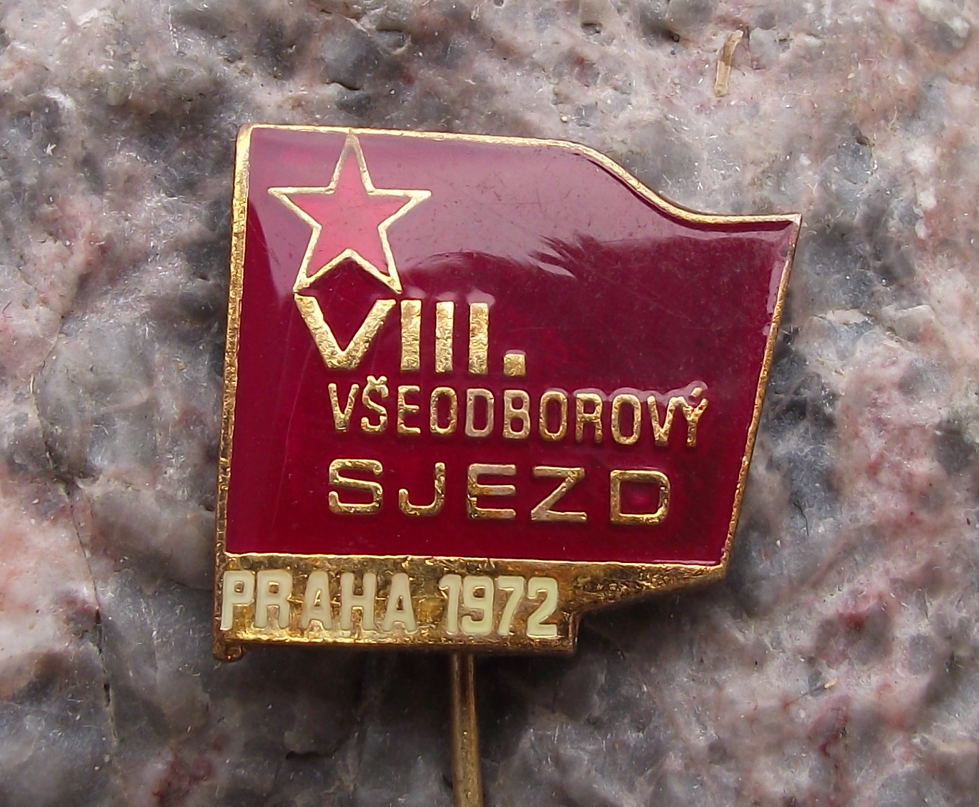 VIII.
VŠEODBOROVÝ
SJEZD
PRAHA 1972